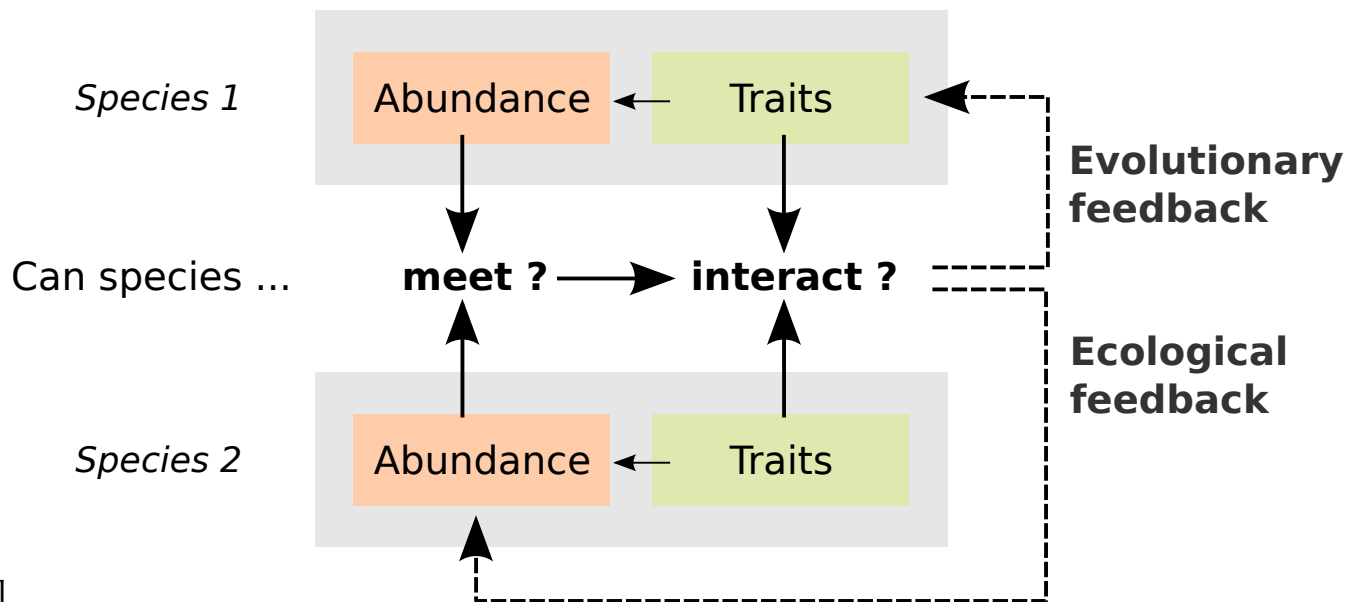 Species 1
Abundance
Traits
Evolutionary
feedback
Can species ...
meet ?
interact ?
Ecological
feedback
Species 2
Abundance
Traits
]